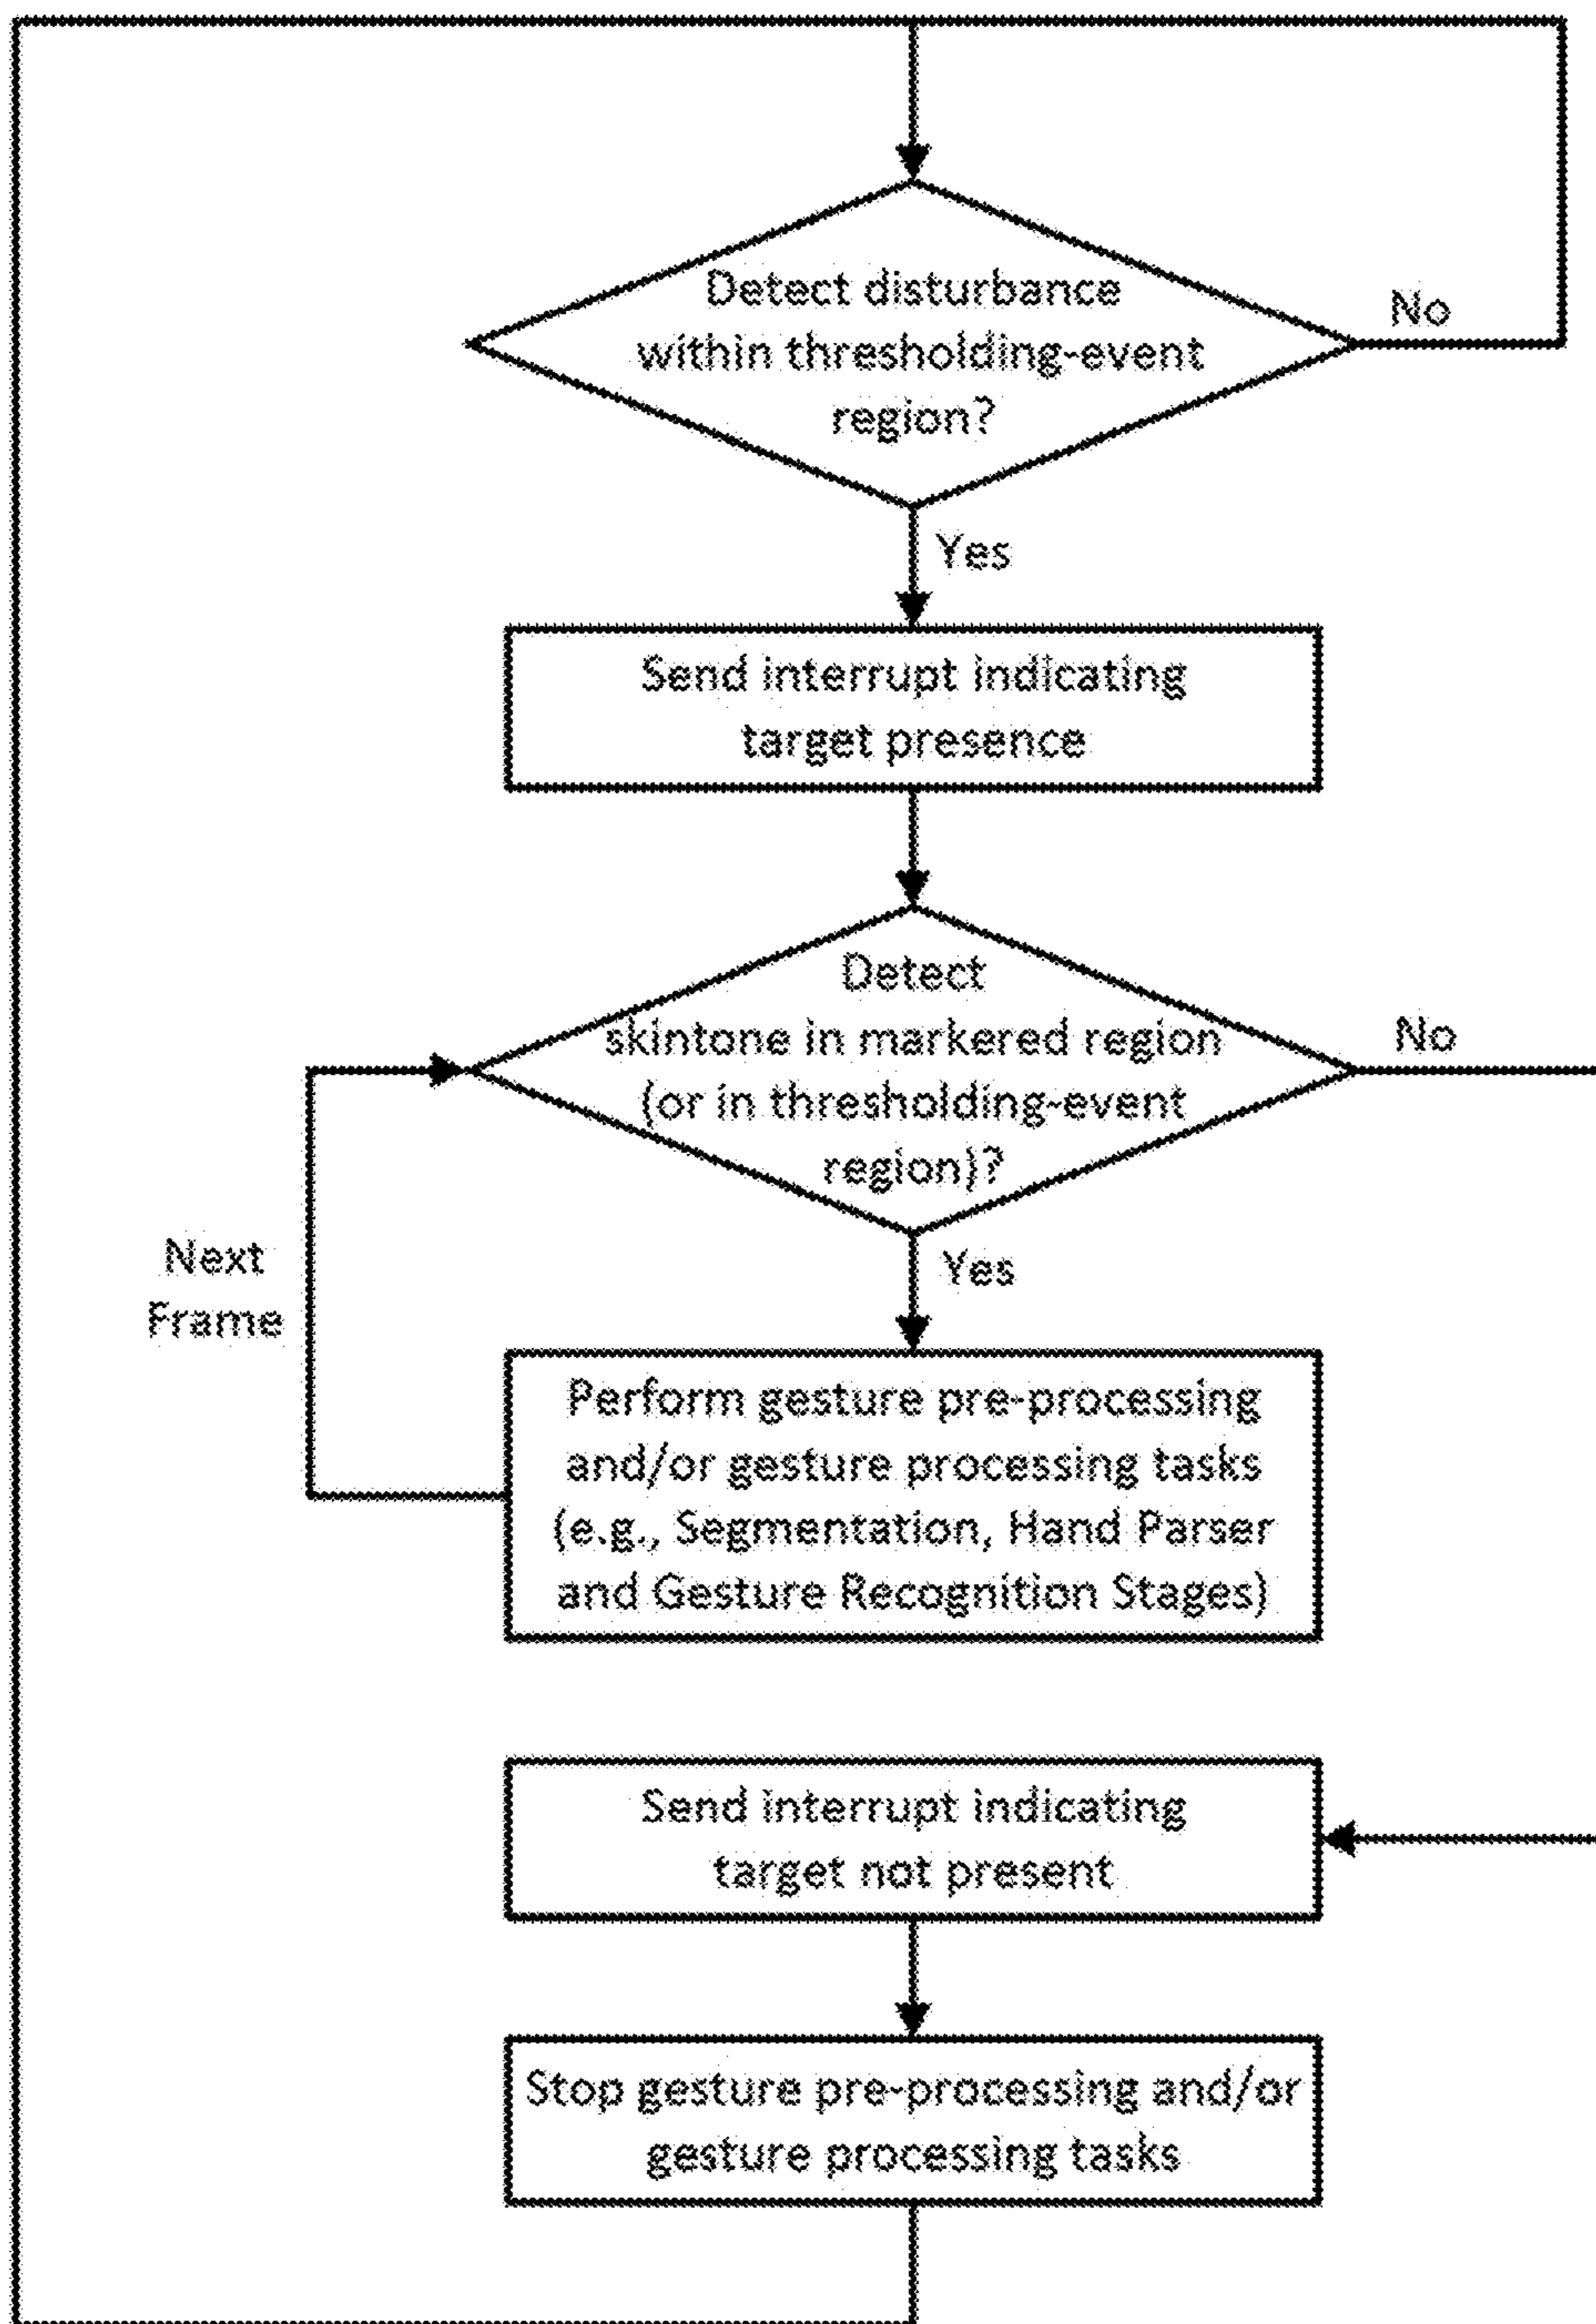 Detect disturbance
within thresholding-event
region?
No
Yes
Send interrupt indicating
target presence
Detect
skintone in markered region
(or in thresholding-event
region)?
No
Yes
Next
Frame
Perform gesture pre-processing
and/or gesture processing tasks
(e.g., Segmentation, Hand Parser
and Gesture Recognition Stages)
Send interrupt indicating
target not present
Stop gesture pre-processing and/or
gesture processing tasks